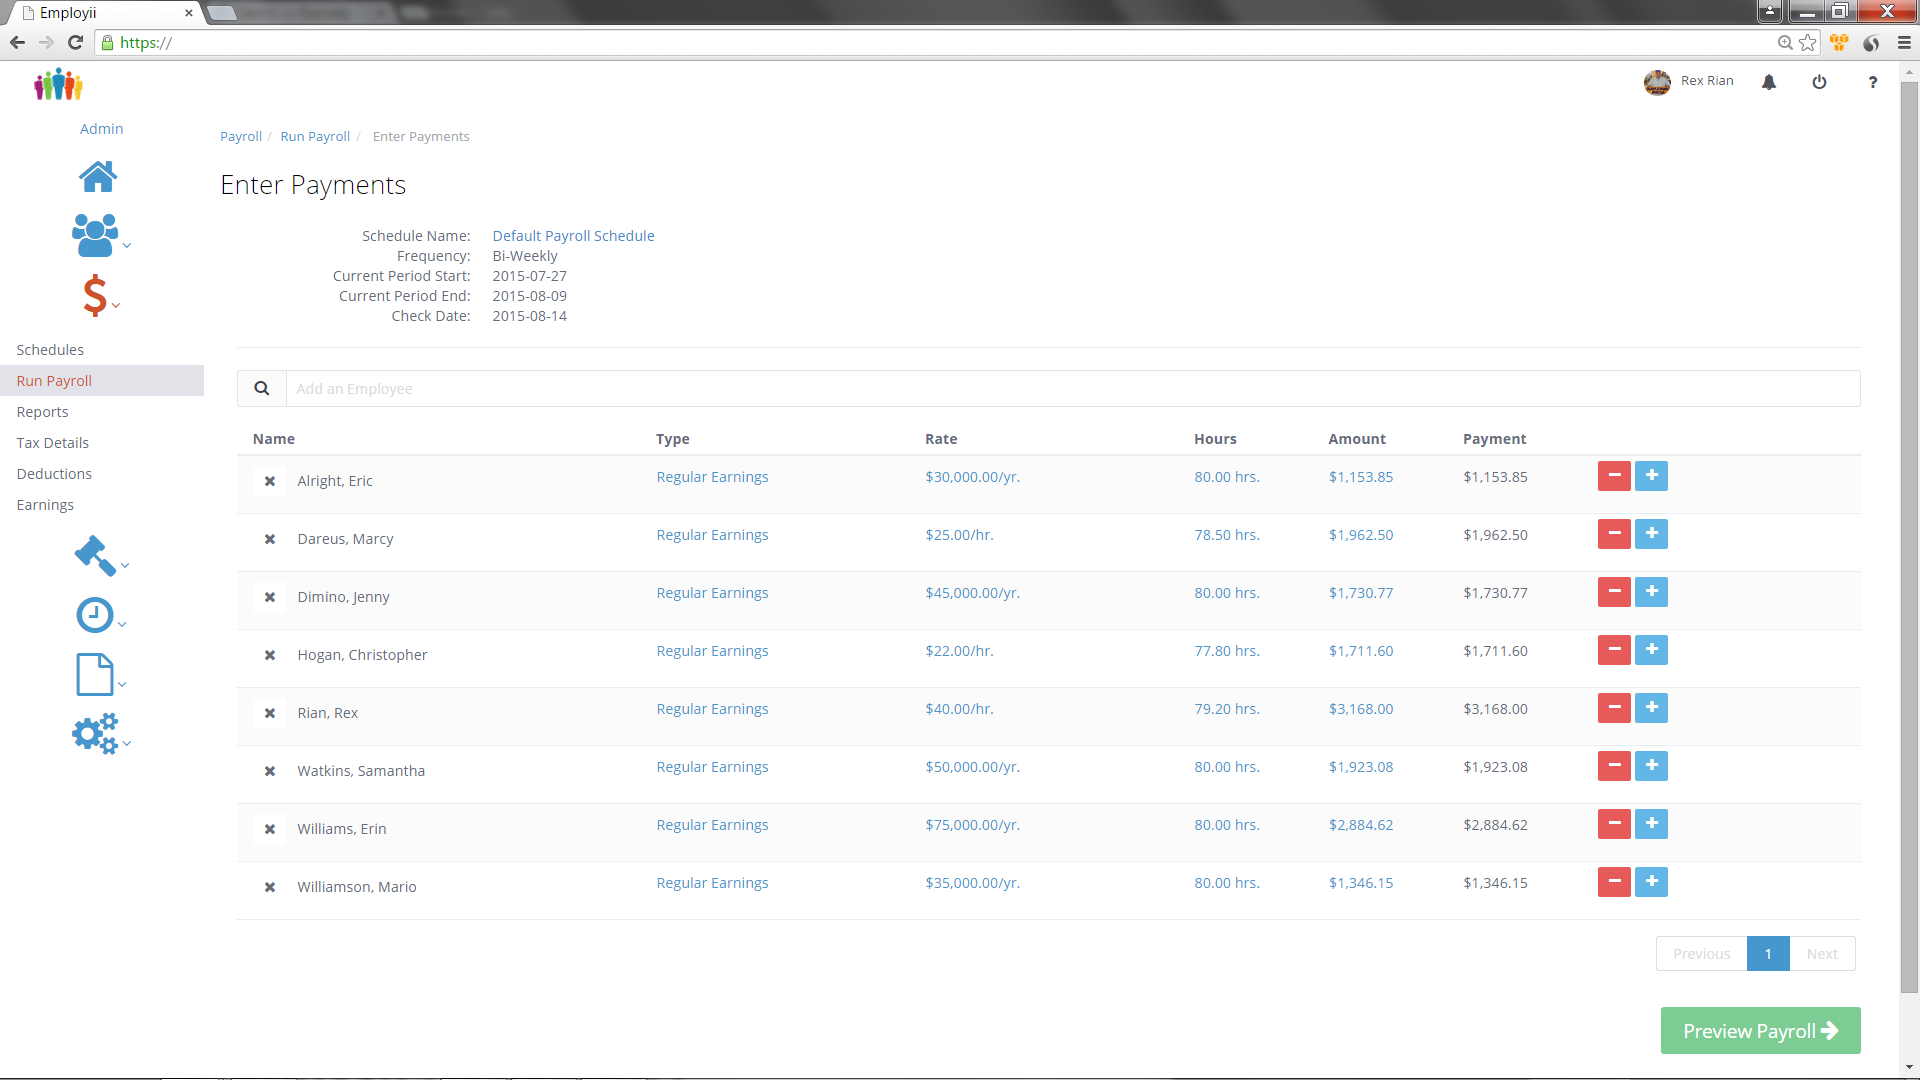 Employii
https://
Rex Rian
?
Admin
Payroll / Run Payroll / Enter Payments
Enter Payments
Schedule Name: Default Payroll Schedule
Frequency: Bi-Weekly
Current Period Start: 2015-07-27
Current Period End: 2015-08-09
Check Date: 2015-08-14
Schedules
Run Payroll
Reports
Tax Details
Deductions
Earnings
Add an Employee
Name Type Rate Hours Amount Payment
Alright, Eric Regular Earnings $30,000.00/yr. 80.00 hrs. $1,153.85 $1,153.85
Dareus, Marcy Regular Earnings $25.00/hr. 78.50 hrs. $1,962.50 $1,962.50
Dimino, Jenny Regular Earnings $45,000.00/yr. 80.00 hrs. $1,730.77 $1,730.77
Hogan, Christopher Regular Earnings $22.00/hr. 77.80 hrs. $1,711.60 $1,711.60
Rian, Rex Regular Earnings $40.00/hr. 79.20 hrs. $3,168.00 $3,168.00
Watkins, Samantha Regular Earnings $50,000.00/yr. 80.00 hrs. $1,923.08 $1,923.08
Williams, Erin Regular Earnings $75,000.00/yr. 80.00 hrs. $2,884.62 $2,884.62
Williamson, Mario Regular Earnings $35,000.00/yr. 80.00 hrs. $1,346.15 $1,346.15
Previous 1 Next
Preview Payroll